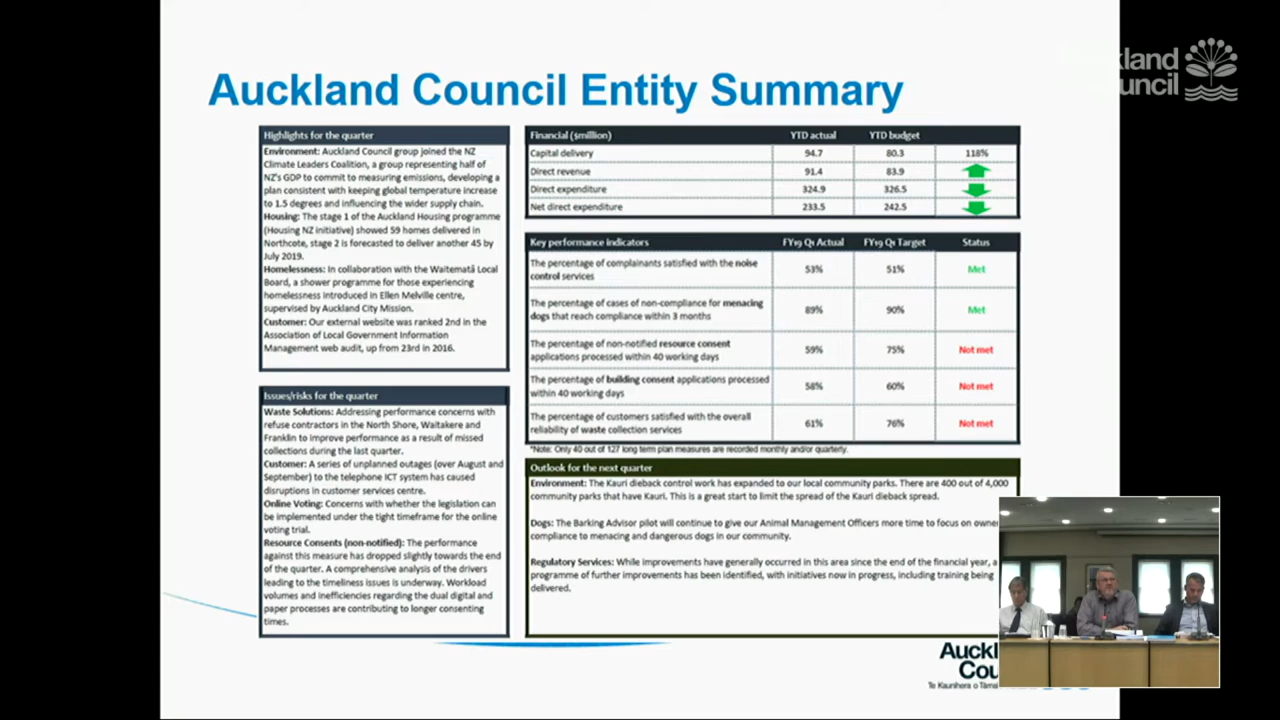 Auckland Council Entity Summary
Auckland
Council
Highlights for the quarter
Environment: Auckland Council group joined the NZ
Climate Leaders Coalition, a group representing half of
NZ's GDP to commit to measuring emissions, developing a
plan consistent with keeping global temperature increase
to 1.5 degrees and influencing the wider supply chain.
Housing: The stage 1 of the Auckland Housing programme
(Housing NZ initiative) showed 59 homes delivered in
Northcote, stage 2 is forecasted to deliver another 45 by
July 2019.
Homelessness: In collaboration with the Waitematā Local
Board, a shower programme for those experiencing
homelessness introduced in Ellen Melville centre,
supervised by Auckland City Mission.
Customer: Our external website was ranked 2nd in the
Association of Local Government Information
Management web audit, up from 23rd in 2016.
Issues/risks for the quarter
Waste Solutions: Addressing performance concerns with
refuse contractors in the North Shore, Waitakere and
Franklin to improve performance as a result of missed
collections during the last quarter.
Customer: A series of unplanned outages (over August and
September) to the telephone ICT system has caused
disruptions in customer services centre.
Online Voting: Concerns with whether the legislation can
be implemented under the tight timeframe for the online
voting trial.
Resource Consents (non-notified): The performance
against this measure has dropped slightly towards the end
of the quarter. A comprehensive analysis of the drivers
leading to the timeliness issues is underway. Workload
volumes and inefficiencies regarding the dual digital and
paper processes are contributing to longer consenting
times.
Financial ($million) YTD actual YTD budget
Capital delivery 94.7 80.3 118%
Direct revenue 91.4 83.9
Direct expenditure 324.9 326.5
Net direct expenditure 233.5 242.5
Key performance indicators FY19 Q1 Actual FY19 Q1 Target Status
The percentage of complainants satisfied with the noise
control services 53% 51% Met
The percentage of cases of non-compliance for menacing
dogs that reach compliance within 3 months 89% 90% Met
The percentage of non-notified resource consent
applications processed within 40 working days 59% 75% Not met
The percentage of building consent applications processed
within 40 working days 58% 60% Not met
The percentage of customers satisfied with the overall
reliability of waste collection services 61% 76% Not met
*Note: Only 40 out of 127 long term plan measures are recorded monthly and/or quarterly.
Outlook for the next quarter
Environment: The Kauri dieback control work has expanded to our local community parks. There are 400 out of 4,000
community parks that have Kauri. This is a great start to limit the spread of the Kauri dieback spread.
Dogs: The Barking Advisor pilot will continue to give our Animal Management Officers more time to focus on owne
compliance to menacing and dangerous dogs in our community.
Regulatory Services: While improvements have generally occurred in this area since the end of the financial year, a
programme of further improvements has been identified, with initiatives now in progress, including training being
delivered.
Auckl
Cou
Te Kaunihera o Tāma